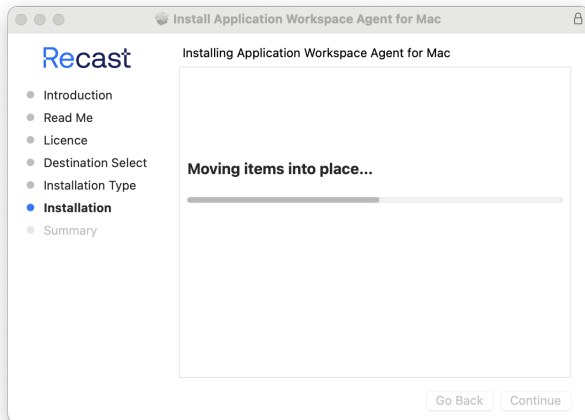 Install Application Workspace Agent for Mac
Recast
Installing Application Workspace Agent for Mac
Introduction
Read Me
Licence
Destination Select
Installation Type
Installation
Summary
Moving items into place...
Go Back
Continue